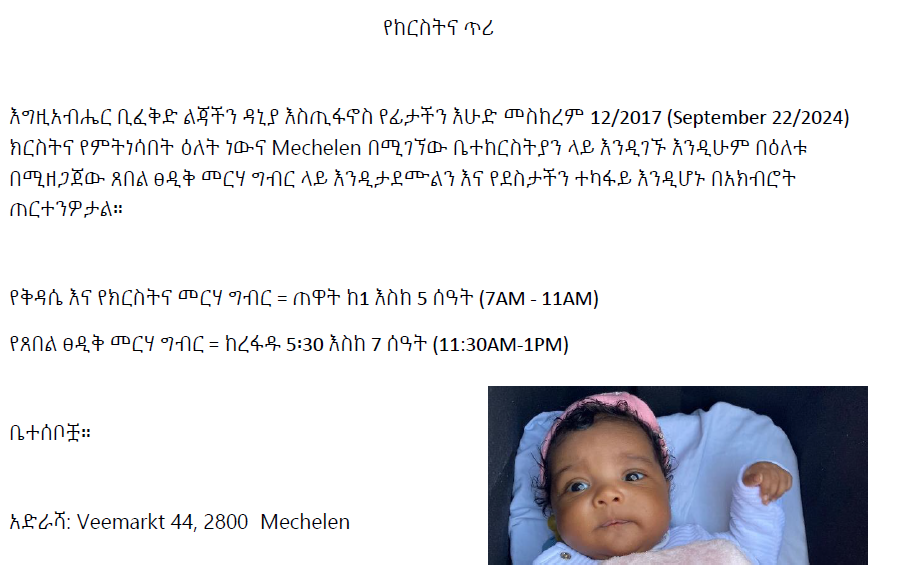 የክርስትና ጥሪ
እግዚአብሔር ቢፈቅድ ልጃችን ዳኒያ እስጢፋኖስ የፊታችን እሁድ መስከረም 12/2017 (September 22/2024)
ክርስትና የምትነሳበት ዕለት ነውና Mechelen በሚገኘው ቤተክርስትያን ላይ እንዲገኙ እንዲሁም በዕለቱ
በሚዘጋጀው ጸበል ፀዲቅ መርሃ ግብር ላይ እንዲታደሙልን እና የደስታችን ተካፋይ እንዲሆኑ በአክብሮት
ጠርተንዎታል።
የቅዳሴ እና የክርስትና መርሃ ግብር = ጠዋት ከ1 እስከ 5 ሰዓት (7AM - 11AM)
የጸበል ፀዲቅ መርሃ ግብር = ከረፋዱ 5፡30 እስከ 7 ሰዓት (11:30AM-1PM)
ቤተሰቦቿ።
አድራሻ: Veemarkt 44, 2800 Mechelen